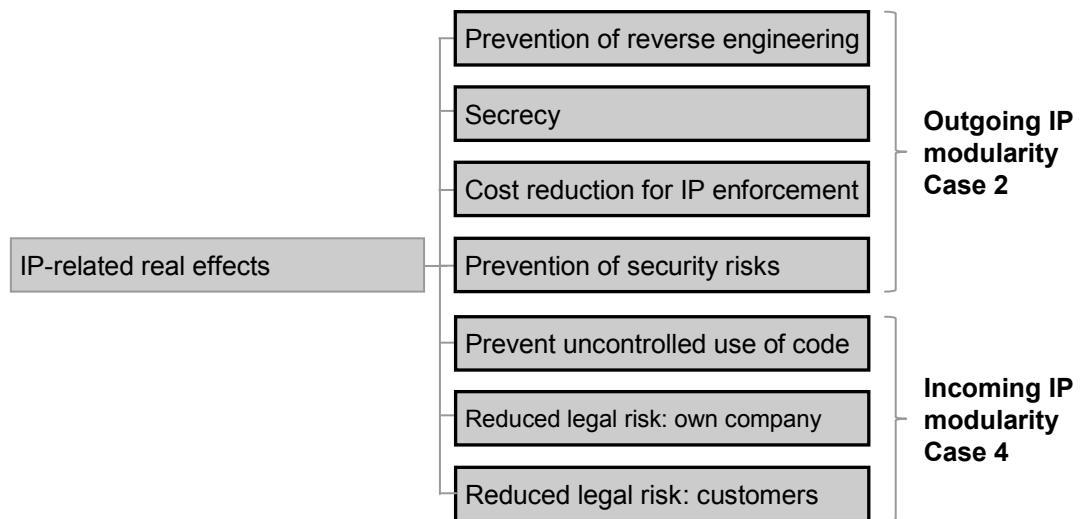 Prevention of reverse engineering
Secrecy
Cost reduction for IP enforcement
Prevention of security risks
Outgoing IP
modularity
Case 2
IP-related real effects
Prevent uncontrolled use of code
Reduced legal risk: own company
Reduced legal risk: customers
Incoming IP
modularity
Case 4